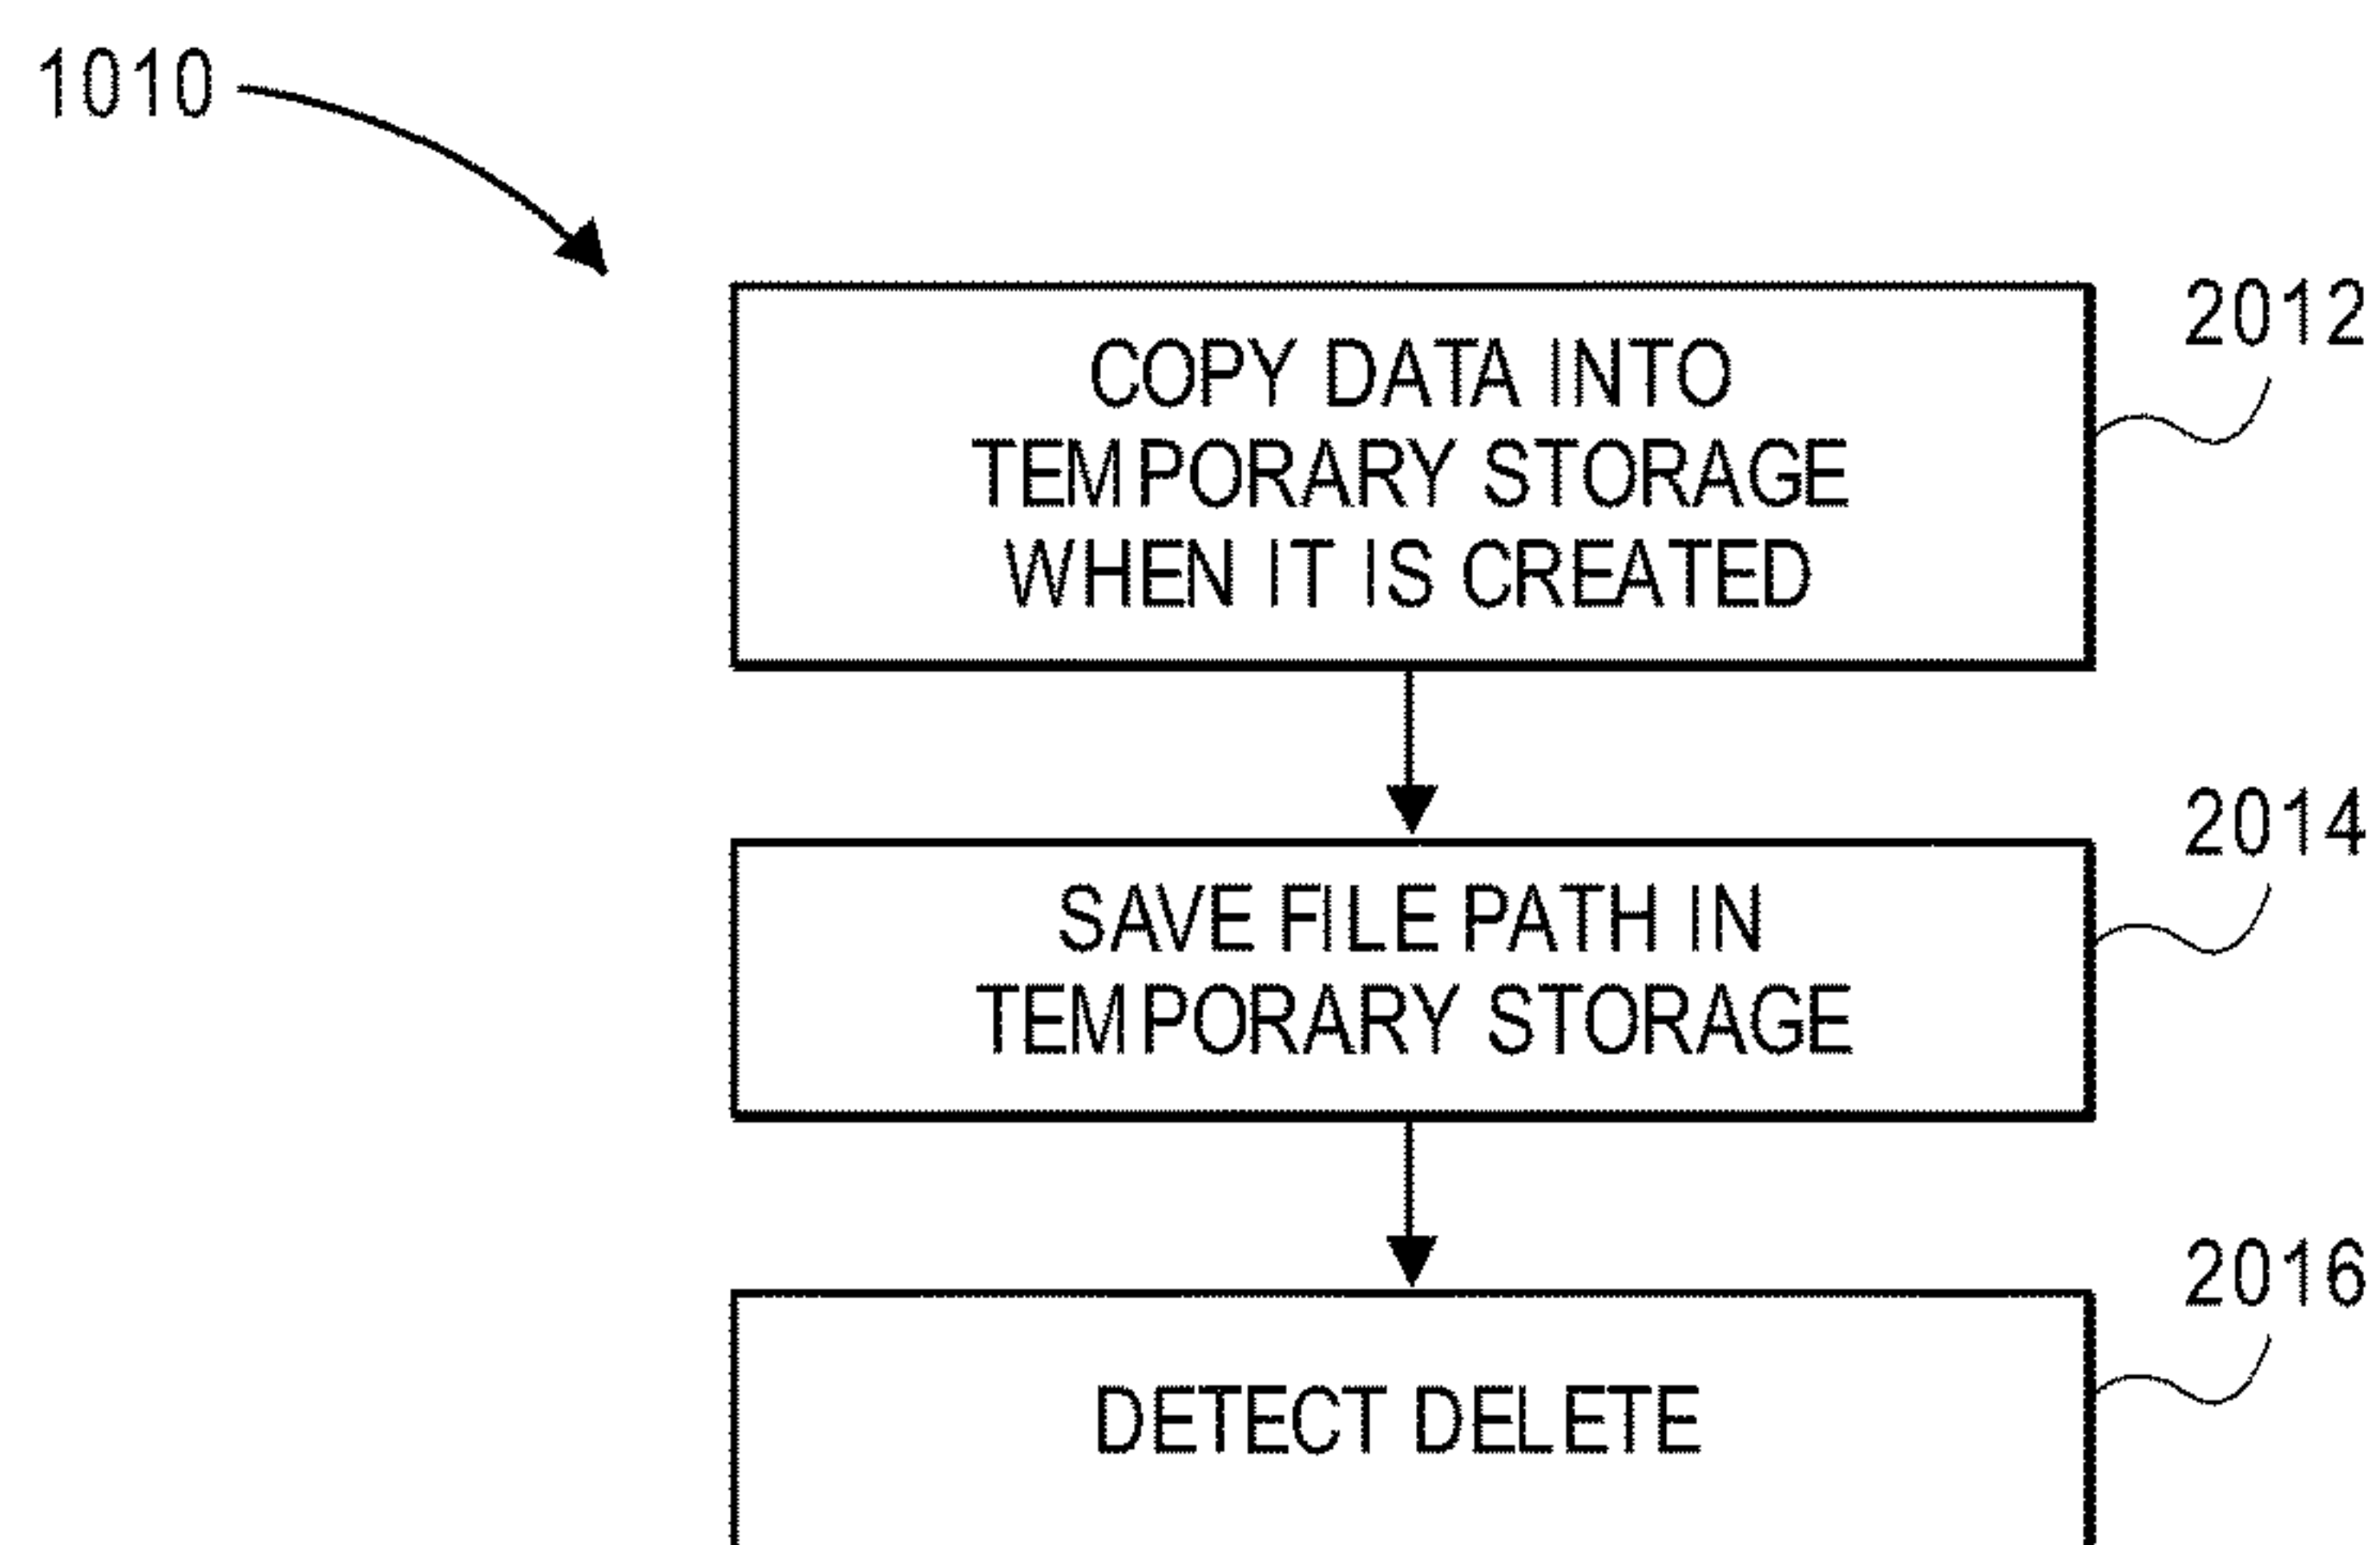 1010
2012
COPY DATA INTO
TEMPORARY STORAGE
WHEN IT IS CREATED
2014
SAVE FILE PATH IN
TEMPORARY STORAGE
2016
DETECT DELETE